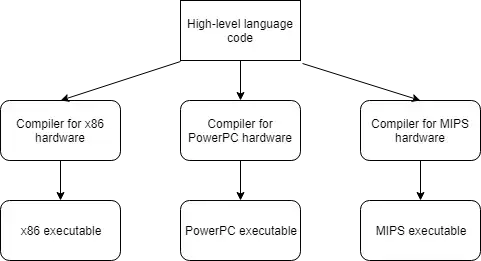 High-level language
code
Compiler for x86
hardware
Compiler for
PowerPC hardware
Compiler for MIPS
hardware
x86 executable
PowerPC executable
MIPS executable